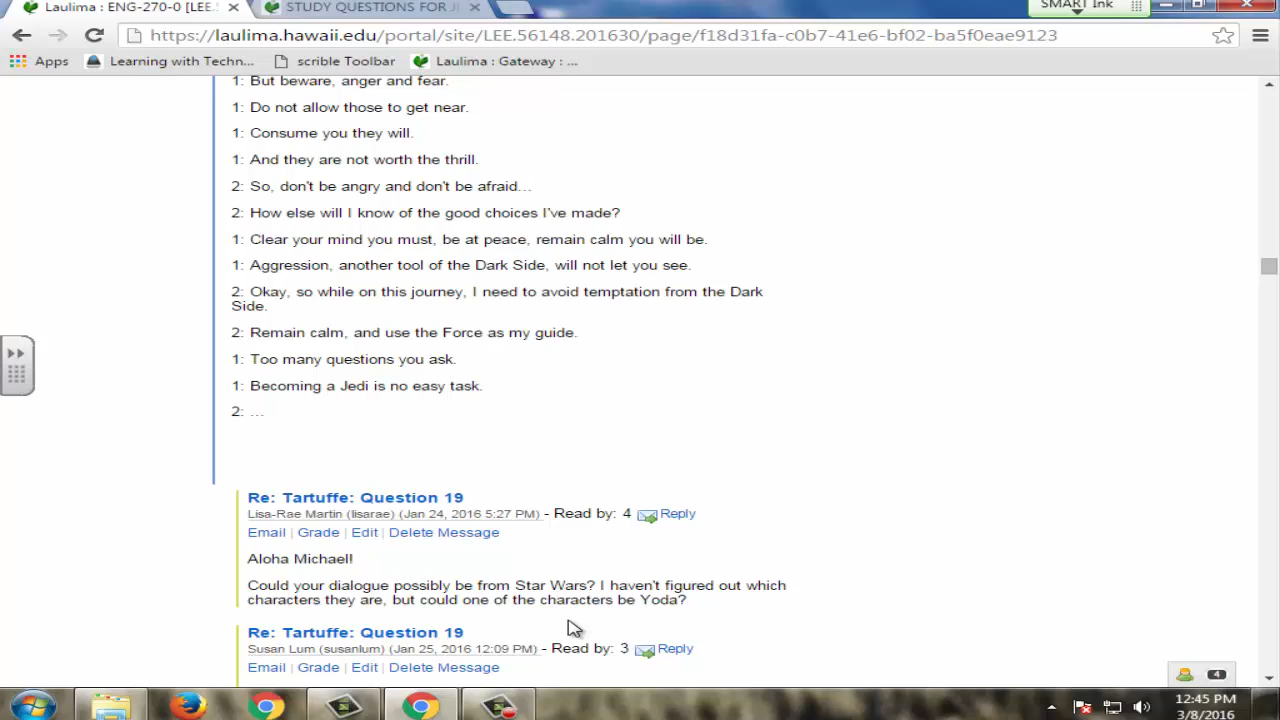 Laulima : ENG-270-0 [LEE.
STUDY QUESTIONS FOR
SMART Ink
https://laulima.hawaii.edu/portal/site/LEE.56148.201630/page/f18d31fa-c0b7-41e6-bf02-ba5f0eae9123
Apps
Learning with Techn...
scrible Toolbar
Laulima : Gateway : ...
1: But beware, anger and fear.
1: Do not allow those to get near.
1: Consume you they will.
1: And they are not worth the thrill.
2: So, don't be angry and don't be afraid…
2: How else will I know of the good choices I've made?
1: Clear your mind you must, be at peace, remain calm you will be.
1: Aggression, another tool of the Dark Side, will not let you see.
2: Okay, so while on this journey, I need to avoid temptation from the Dark
Side.
2: Remain calm, and use the Force as my guide.
1: Too many questions you ask.
1: Becoming a Jedi is no easy task.
2: …
Re: Tartuffe: Question 19
Lisa-Rae Martin (lisarae) (Jan 24, 2016 5:27 PM) - Read by: 4 Reply
Email | Grade | Edit | Delete Message
Aloha Michael!
Could your dialogue possibly be from Star Wars? I haven't figured out which
characters they are, but could one of the characters be Yoda?
Re: Tartuffe: Question 19
Susan Lum (susanlum) (Jan 25, 2016 12:09 PM) - Read by: 3 Reply
Email | Grade | Edit | Delete Message
4
12:45 PM
3/8/2016